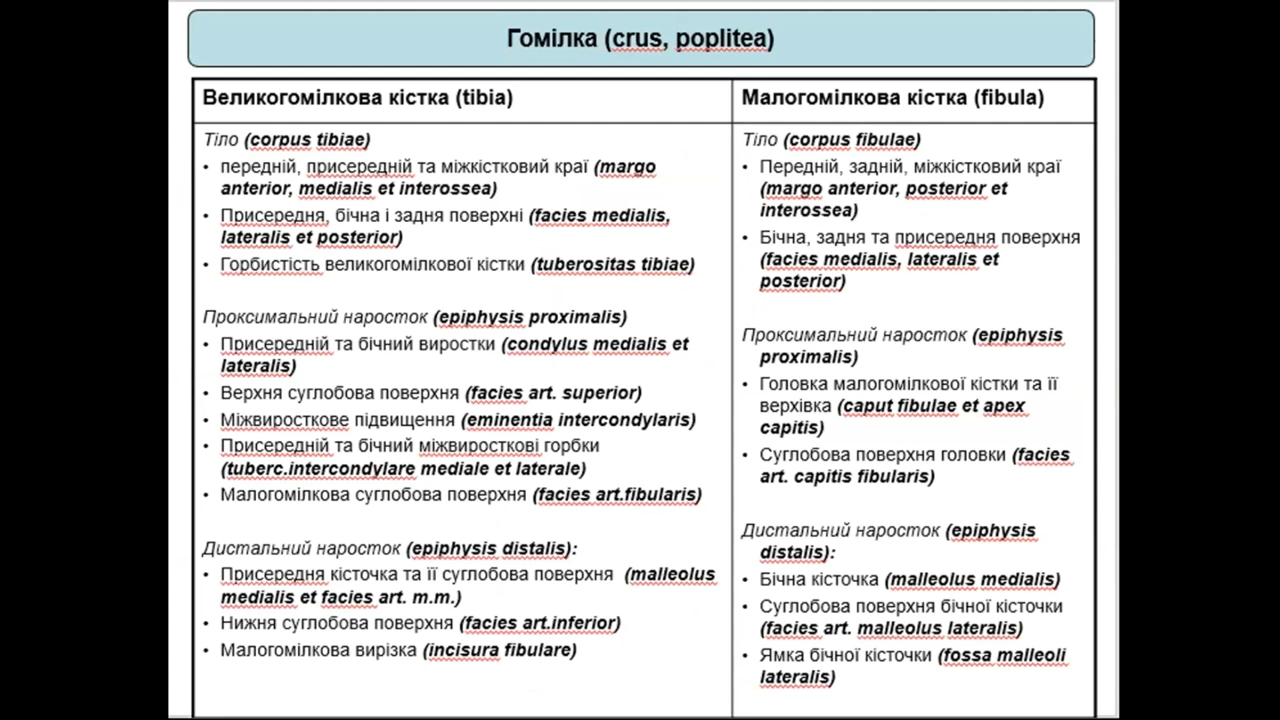 Гомілка (crus, poplitea)
Великогомілкова кістка (tibia)
Тіло (corpus tibiae)
• передній, присередній та міжкістковий краї (margo
anterior, medialis et interossea)
• Присередня, бічна і задня поверхні (facies medialis,
lateralis et posterior)
• Горбистість великогомілкової кістки (tuberositas tibiae)
Проксимальний наросток (epiphysis proximalis)
• Присередній та бічний виростки (condylus medialis et
lateralis)
• Верхня суглобова поверхня (facies art. superior)
• Міжвиросткове підвищення (eminentia intercondylaris)
• Присередній та бічний міжвиросткові горбки
(tuberc.intercondylare mediale et laterale)
• Малогомілкова суглобова поверхня (facies art.fibularis)
Дистальний наросток (epiphysis distalis):
• Присередня кісточка та її суглобова поверхня (malleolus
medialis et facies art. m.m.)
• Нижня суглобова поверхня (facies art.inferior)
• Малогомілкова вирізка (incisura fibulare)
Малогомілкова кістка (fibula)
Тіло (corpus fibulae)
• Передній, задній, міжкістковий краї
(margo anterior, posterior et
interossea)
• Бічна, задня та присередня поверхня
(facies medialis, lateralis et
posterior)
Проксимальний наросток (epiphysis
proximalis)
• Головка малогомілкової кістки та її
верхівка (caput fibulae et apex
capitis)
• Суглобова поверхня головки (facies
art. capitis fibularis)
Дистальний наросток (epiphysis
distalis):
• Бічна кісточка (malleolus medialis)
• Суглобова поверхня бічної кісточки
(facies art. malleolus lateralis)
• Ямка бічної кісточки (fossa malleoli
lateralis)